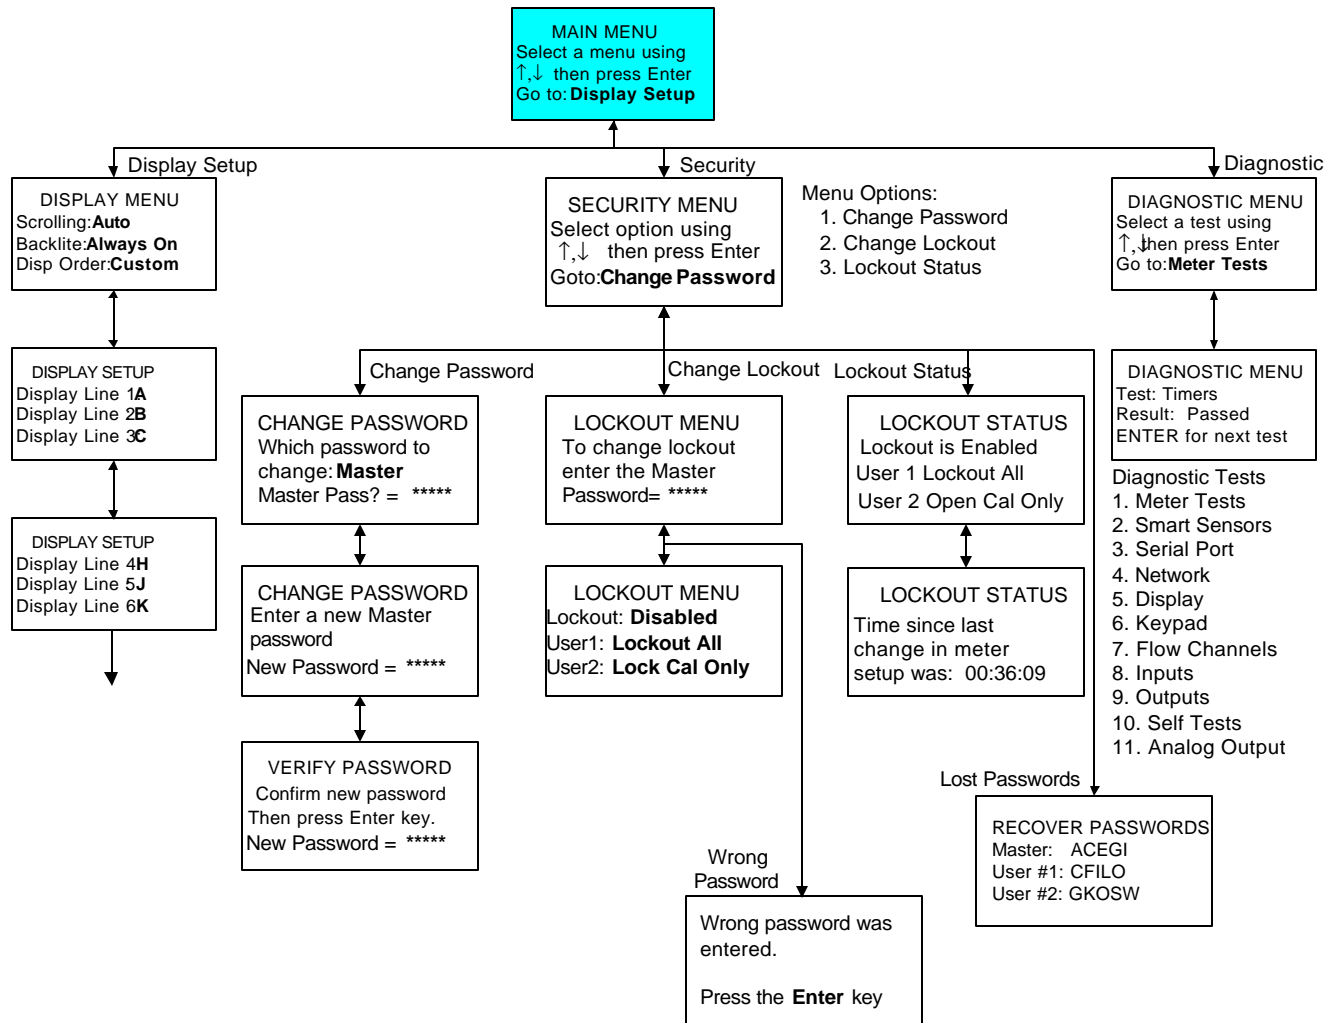 MAIN MENU
Select a menu using
↑,↓ then press Enter
Go to: Display Setup
Display Setup
Security
Diagnostic
DISPLAY MENU
Scrolling:Auto
Backlite:Always On
Disp Order:Custom
SECURITY MENU
Select option using
↑,↓ then press Enter
Goto:Change Password
Menu Options:
1. Change Password
2. Change Lockout
3. Lockout Status
DIAGNOSTIC MENU
Select a test using
↑,↓then press Enter
Go to:Meter Tests
DISPLAY SETUP
Display Line 1A
Display Line 2B
Display Line 3C
Change Password
Change Lockout
Lockout Status
DIAGNOSTIC MENU
Test: Timers
Result: Passed
ENTER for next test
CHANGE PASSWORD
Which password to
change: Master
Master Pass? = *****
LOCKOUT MENU
To change lockout
enter the Master
Password= *****
LOCKOUT STATUS
Lockout is Enabled
User 1 Lockout All
User 2 Open Cal Only
Diagnostic Tests
1. Meter Tests
2. Smart Sensors
3. Serial Port
4. Network
5. Display
6. Keypad
7. Flow Channels
8. Inputs
9. Outputs
10. Self Tests
11. Analog Output
DISPLAY SETUP
Display Line 4H
Display Line 5J
Display Line 6K
CHANGE PASSWORD
Enter a new Master
password
New Password = *****
LOCKOUT MENU
Lockout: Disabled
User1: Lockout All
User2: Lock Cal Only
LOCKOUT STATUS
Time since last
change in meter
setup was: 00:36:09
VERIFY PASSWORD
Confirm new password
Then press Enter key.
New Password = *****
Lost Passwords
RECOVER PASSWORDS
Master: ACEGI
User #1: CFILO
User #2: GKOSW
Wrong
Password
Wrong password was
entered.
Press the Enter key